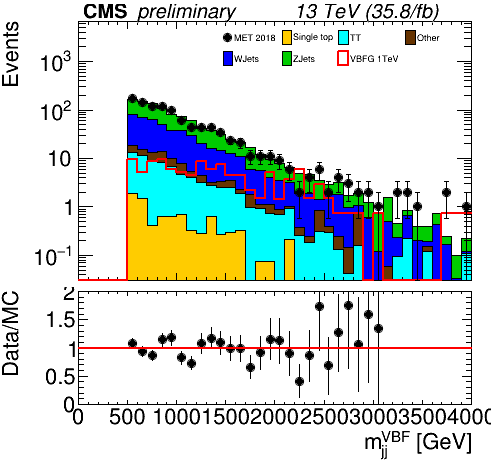 CMS preliminary 13 TeV (35.8/fb)
Events
MET 2018 Single top TT Other
WJets ZJets VBFG 1TeV
10³
10²
10
1
10⁻¹
Data/MC
2
1.5
1
0.5
0
0 500 1000 1500 2000 2500 3000 3500 4000
m_jj^VBF [GeV]